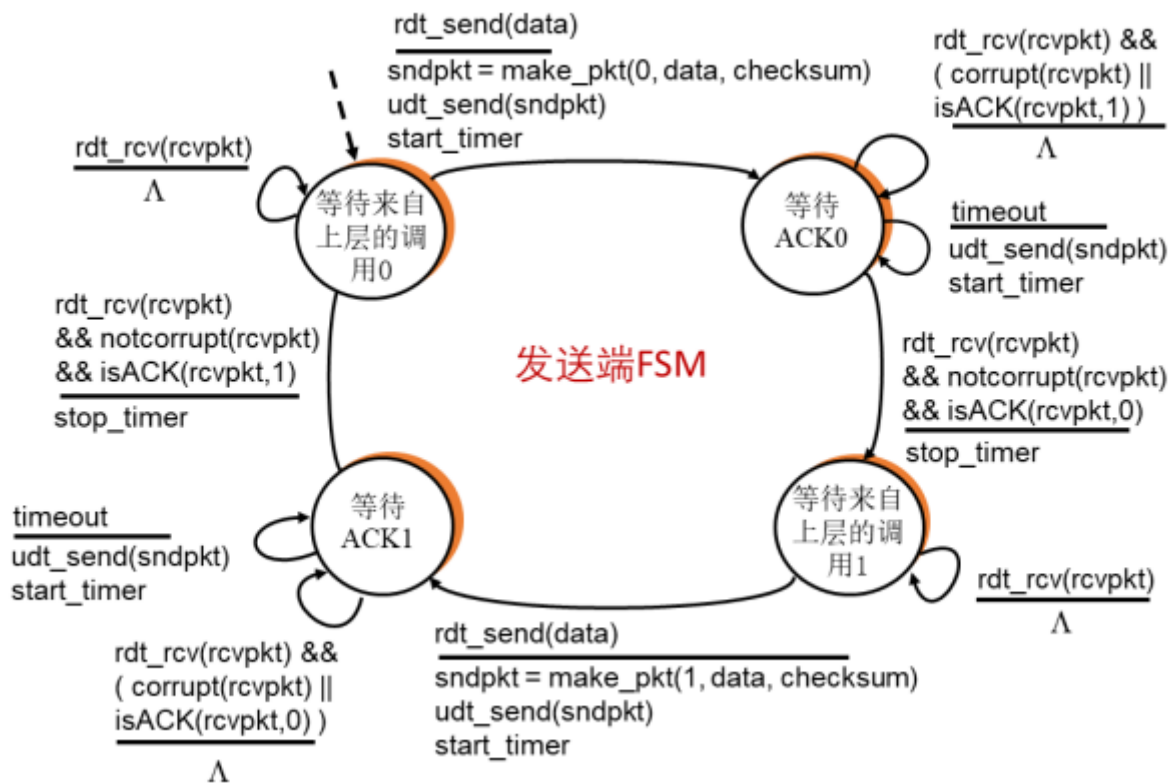 rdt_send(data)
sndpkt = make_pkt(0, data, checksum)
udt_send(sndpkt)
start_timer
rdt_rcv(rcvpkt) &&
( corrupt(rcvpkt) ||
isACK(rcvpkt,1) )
Λ
rdt_rcv(rcvpkt)
Λ
等待来自
上层的调
用0
等待
ACK0
timeout
udt_send(sndpkt)
start_timer
rdt_rcv(rcvpkt)
&& notcorrupt(rcvpkt)
&& isACK(rcvpkt,1)
stop_timer
发送端FSM
rdt_rcv(rcvpkt)
&& notcorrupt(rcvpkt)
&& isACK(rcvpkt,0)
stop_timer
timeout
udt_send(sndpkt)
start_timer
等待
ACK1
等待来自
上层的调
用1
rdt_rcv(rcvpkt)
Λ
rdt_rcv(rcvpkt) &&
( corrupt(rcvpkt) ||
isACK(rcvpkt,0) )
Λ
rdt_send(data)
sndpkt = make_pkt(1, data, checksum)
udt_send(sndpkt)
start_timer